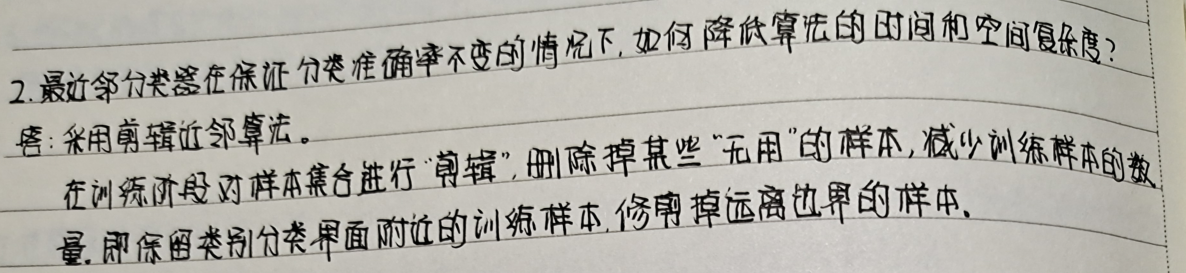 2.最近邻分类器在保证分类准确率不变的情况下,如何降低算法的时间和空间复杂度?
答:采用剪辑近邻算法。
在训练阶段对样本集合进行“剪辑”,删除掉某些“无用”的样本,减少训练样本的数
量.即保留类别分类界面附近的训练样本,修剪掉远离边界的样本。